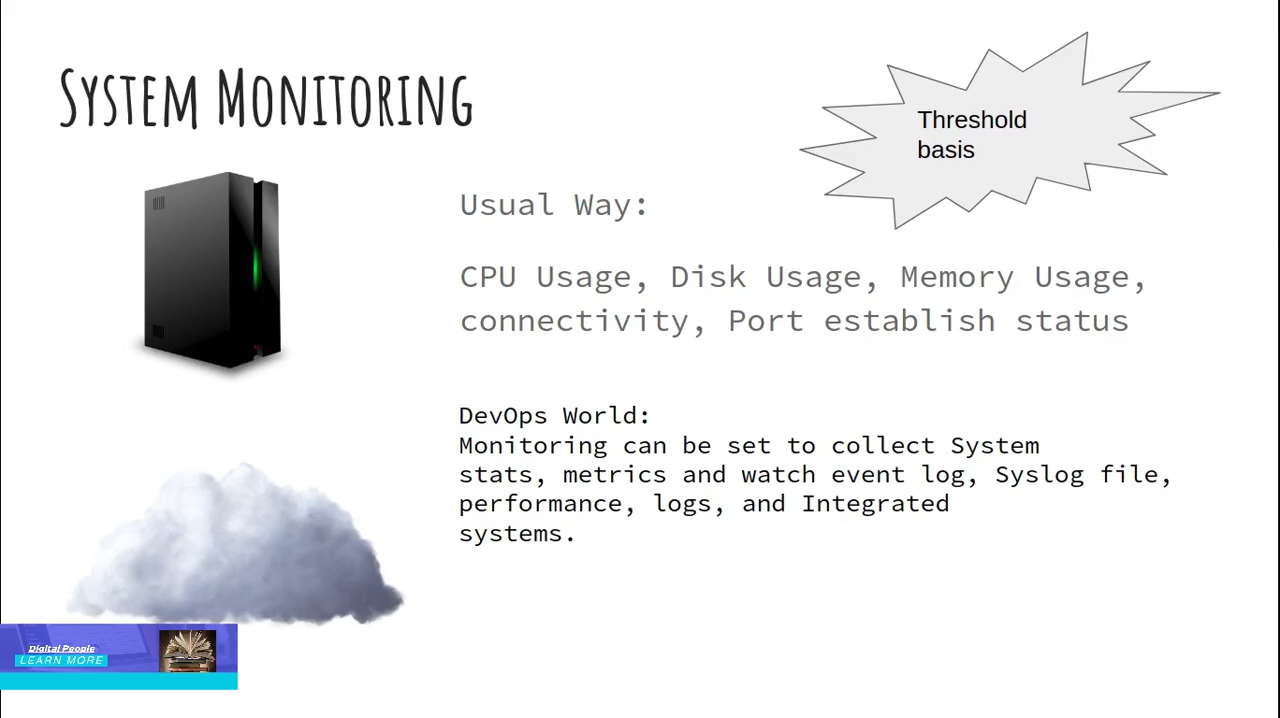 System Monitoring
Threshold
basis
Usual Way:
CPU Usage, Disk Usage, Memory Usage,
connectivity, Port establish status
DevOps World:
Monitoring can be set to collect System
stats, metrics and watch event log, Syslog file,
performance, logs, and Integrated
systems.
Digital People
LEARN MORE